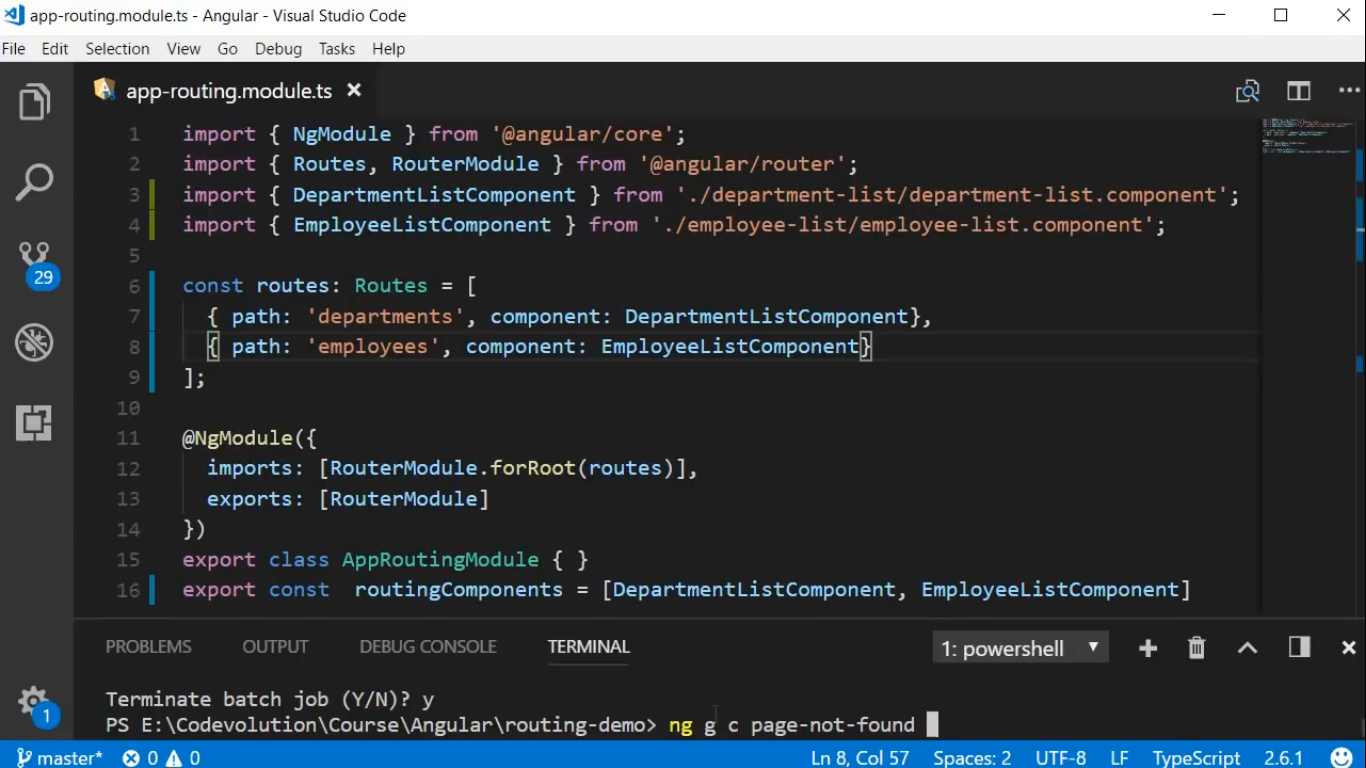 app-routing.module.ts - Angular - Visual Studio Code
File Edit Selection View Go Debug Tasks Help
app-routing.module.ts
1 import { NgModule } from '@angular/core';
2 import { Routes, RouterModule } from '@angular/router';
3 import { DepartmentListComponent } from './department-list/department-list.component';
4 import { EmployeeListComponent } from './employee-list/employee-list.component';
5
6 const routes: Routes = [
7   { path: 'departments', component: DepartmentListComponent},
8   { path: 'employees', component: EmployeeListComponent}
9 ];
10
11 @NgModule({
12   imports: [RouterModule.forRoot(routes)],
13   exports: [RouterModule]
14 })
15 export class AppRoutingModule { }
16 export const  routingComponents = [DepartmentListComponent, EmployeeListComponent]
29
PROBLEMS OUTPUT DEBUG CONSOLE TERMINAL 1: powershell
Terminate batch job (Y/N)? y
PS E:\Codevolution\Course\Angular\routing-demo> ng g c page-not-found
1
master* 0 0 Ln 8, Col 57 Spaces: 2 UTF-8 LF TypeScript 2.6.1